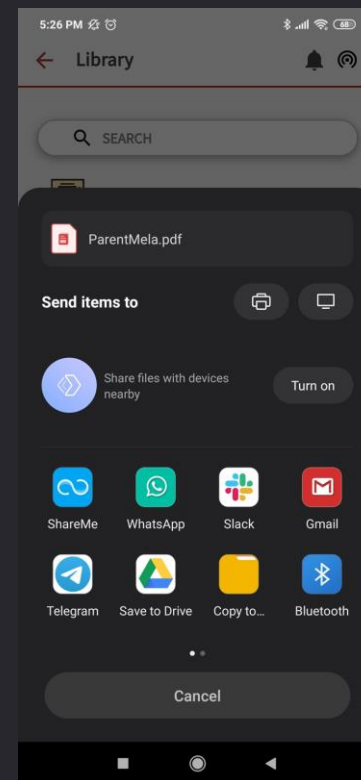 5:26 PM
68
Library
SEARCH
ParentMela.pdf
Send items to
Share files with devices
nearby
Turn on
ShareMe
WhatsApp
Slack
Gmail
Telegram
Save to Drive
Copy to...
Bluetooth
Cancel